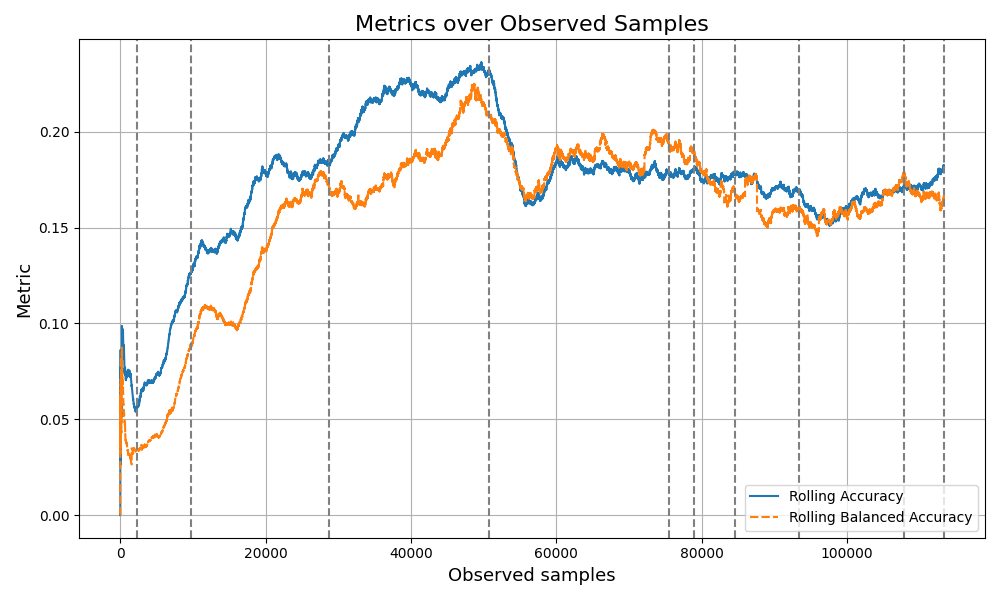 Metrics over Observed Samples
Metric
0.20
0.15
0.10
0.05
0.00
0 20000 40000 60000 80000 100000
Observed samples
Rolling Accuracy
Rolling Balanced Accuracy